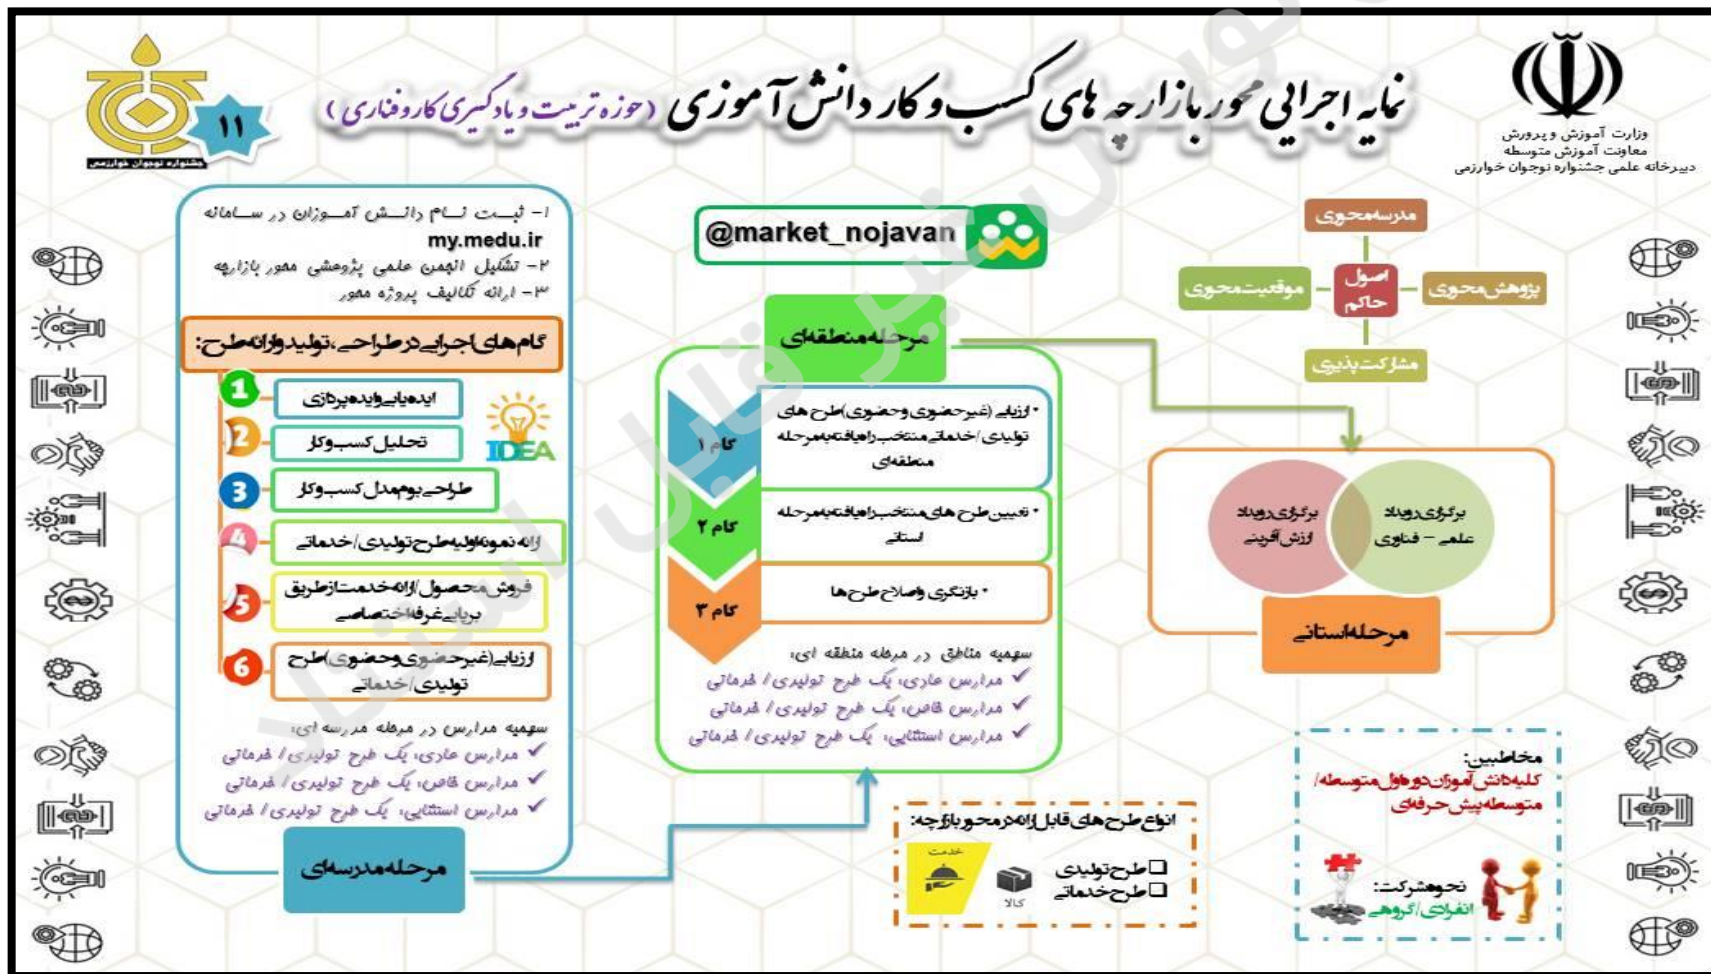 نمایه اجرایی محور بازارچه های کسب و کار دانش آموزی (حوزه تربیت و یادگیری کار و فناری)
وزارت آموزش و پرورش
معاونت آموزش متوسطه
دبیرخانه علمی جشنواره نوجوان خوارزمی
جشنواره نوجوان خوارزمی
۱۱
مدرسه‌محوری
اصول
حاکم
پژوهش‌محوری
موقعیت‌محوری
مشارکت‌پذیری
@market_nojavan
۱- ثبت نام دانش آموزان در سامانه
my.medu.ir
۲- تشکیل انجمن علمی پژوهشی محور بازارچه
۳- ارائه تکالیف پروژه محور
گام‌های اجرایی در طراحی، تولید و ارائه طرح:
1
ایده‌یابی و ایده‌پردازی
2
تحلیل کسب و کار
3
طراحی بوم مدل کسب و کار
4
ارائه نمونه اولیه طرح تولیدی/خدماتی
5
فروش محصول/ارائه خدمت از طریق
برپایی غرفه اختصاصی
6
ارزیابی (غیرحضوری و حضوری) طرح
تولیدی/خدماتی
IDEA
سهمیه مدارس در مرحله مدرسه ای:
✓ مدارس عادی، یک طرح تولیدی/ خدماتی
✓ مدارس خاص، یک طرح تولیدی/ خدماتی
✓ مدارس استثنایی، یک طرح تولیدی/ خدماتی
مرحله مدرسه‌ای
مرحله منطقه‌ای
گام ۱
• ارزیابی (غیرحضوری و حضوری) طرح های
تولیدی/خدماتی منتخب راه‌یافته به مرحله
منطقه‌ای
گام ۲
• تعیین طرح های منتخب راه‌یافته به مرحله
استانی
گام ۳
• بازنگری و اصلاح طرح ها
سهمیه مناطق در مرحله منطقه ای:
✓ مدارس عادی، یک طرح تولیدی/ خدماتی
✓ مدارس خاص، یک طرح تولیدی/ خدماتی
✓ مدارس استثنایی، یک طرح تولیدی/ خدماتی
برگزاری رویداد
علمی – فناوری
برگزاری رویداد
ارزش آفرینی
مرحله استانی
انواع طرح های قابل ارائه در محور بازارچه:
❑ طرح تولیدی
❑ طرح خدماتی
کالا
خدمت
مخاطبین:
کلیه دانش آموزان دوره اول متوسطه/
متوسطه پیش حرفه‌ای
نحوه شرکت:
انفرادی/گروهی